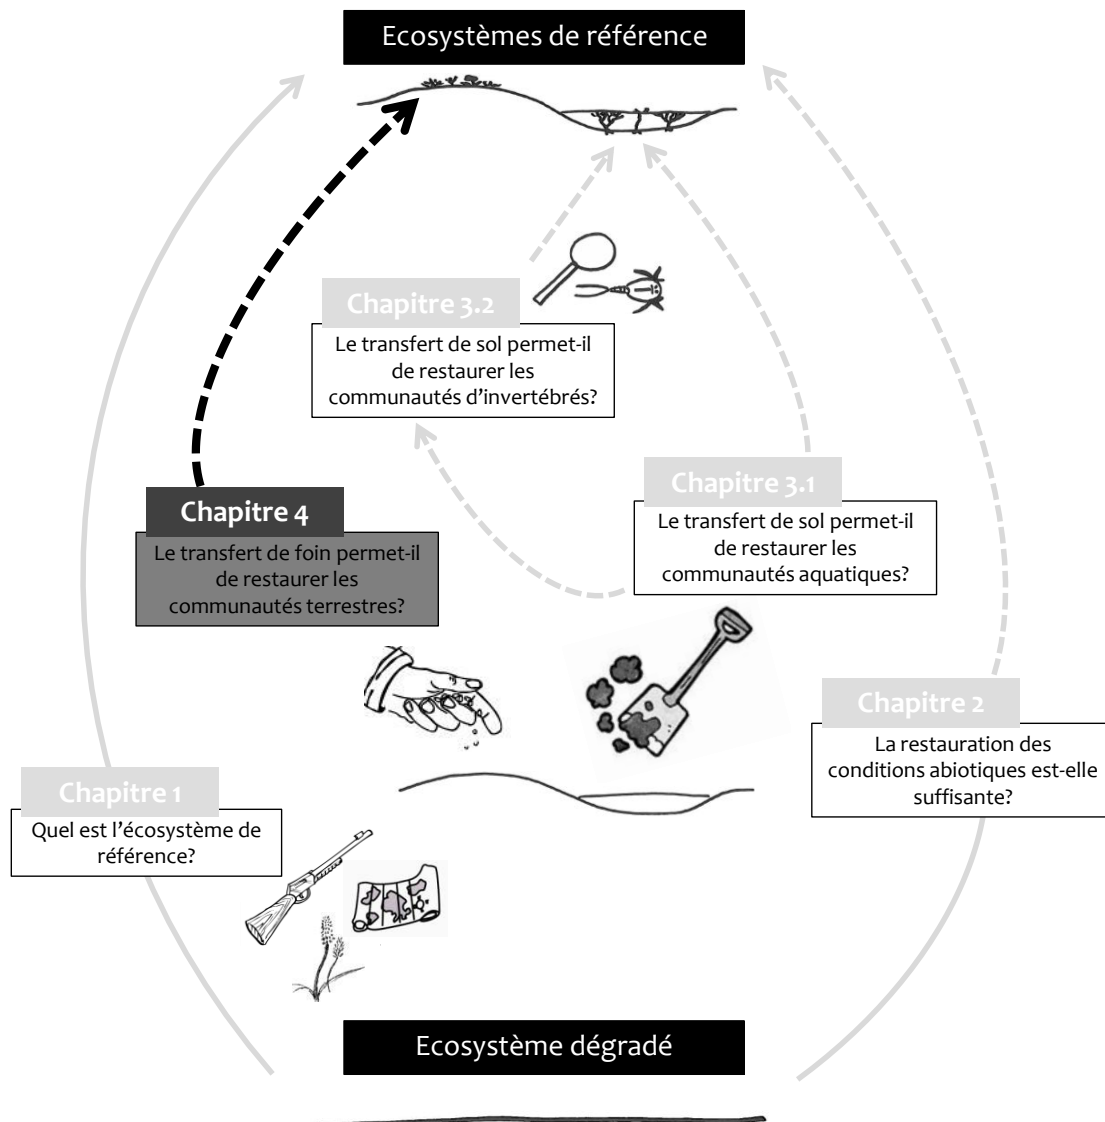 Ecosystèmes de référence
Chapitre 3.2
Le transfert de sol permet-il
de restaurer les
communautés d'invertébrés?
Chapitre 3.1
Le transfert de sol permet-il
de restaurer les
communautés aquatiques?
Chapitre 4
Le transfert de foin permet-il
de restaurer les
communautés terrestres?
Chapitre 2
La restauration des
conditions abiotiques est-elle
suffisante?
Chapitre 1
Quel est l'écosystème de
référence?
Ecosystème dégradé